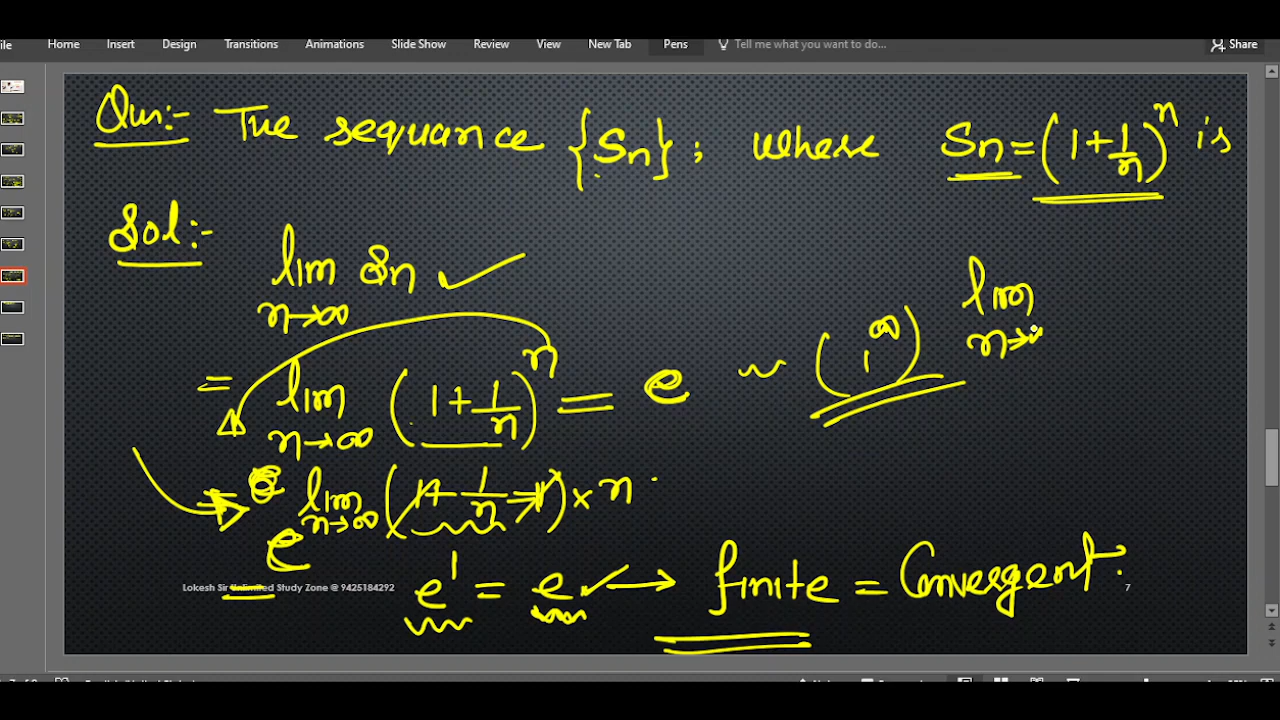 File Home Insert Design Transitions Animations Slide Show Review View New Tab Pens Tell me what you want to do... Share
Qu:- The sequance {Sn}; where Sn=(1+1/n)^n is
Sol:-
lim n→∞ Sn ✓
= lim n→∞ (1+1/n)^n = e ~ (1^∞) lim n→
e lim n→∞ (1+1/n-1)×n
e^1 = e → finite = Convergent.
Lokesh Sir Unlimited Study Zone @ 9425184292
7